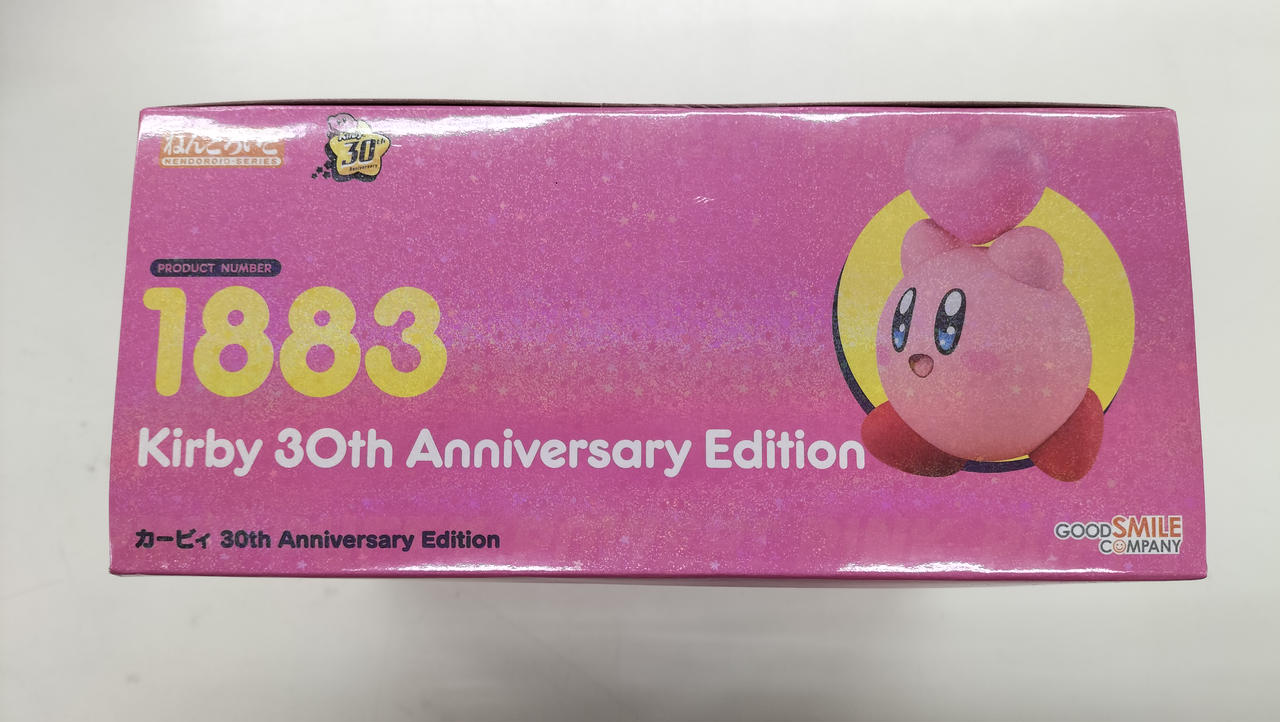 ねんどろいど
NENDOROID-SERIES
Kirby
30th
Anniversary
PRODUCT NUMBER
1883
Kirby 30th Anniversary Edition
カービィ 30th Anniversary Edition
GOOD SMILE
COMPANY